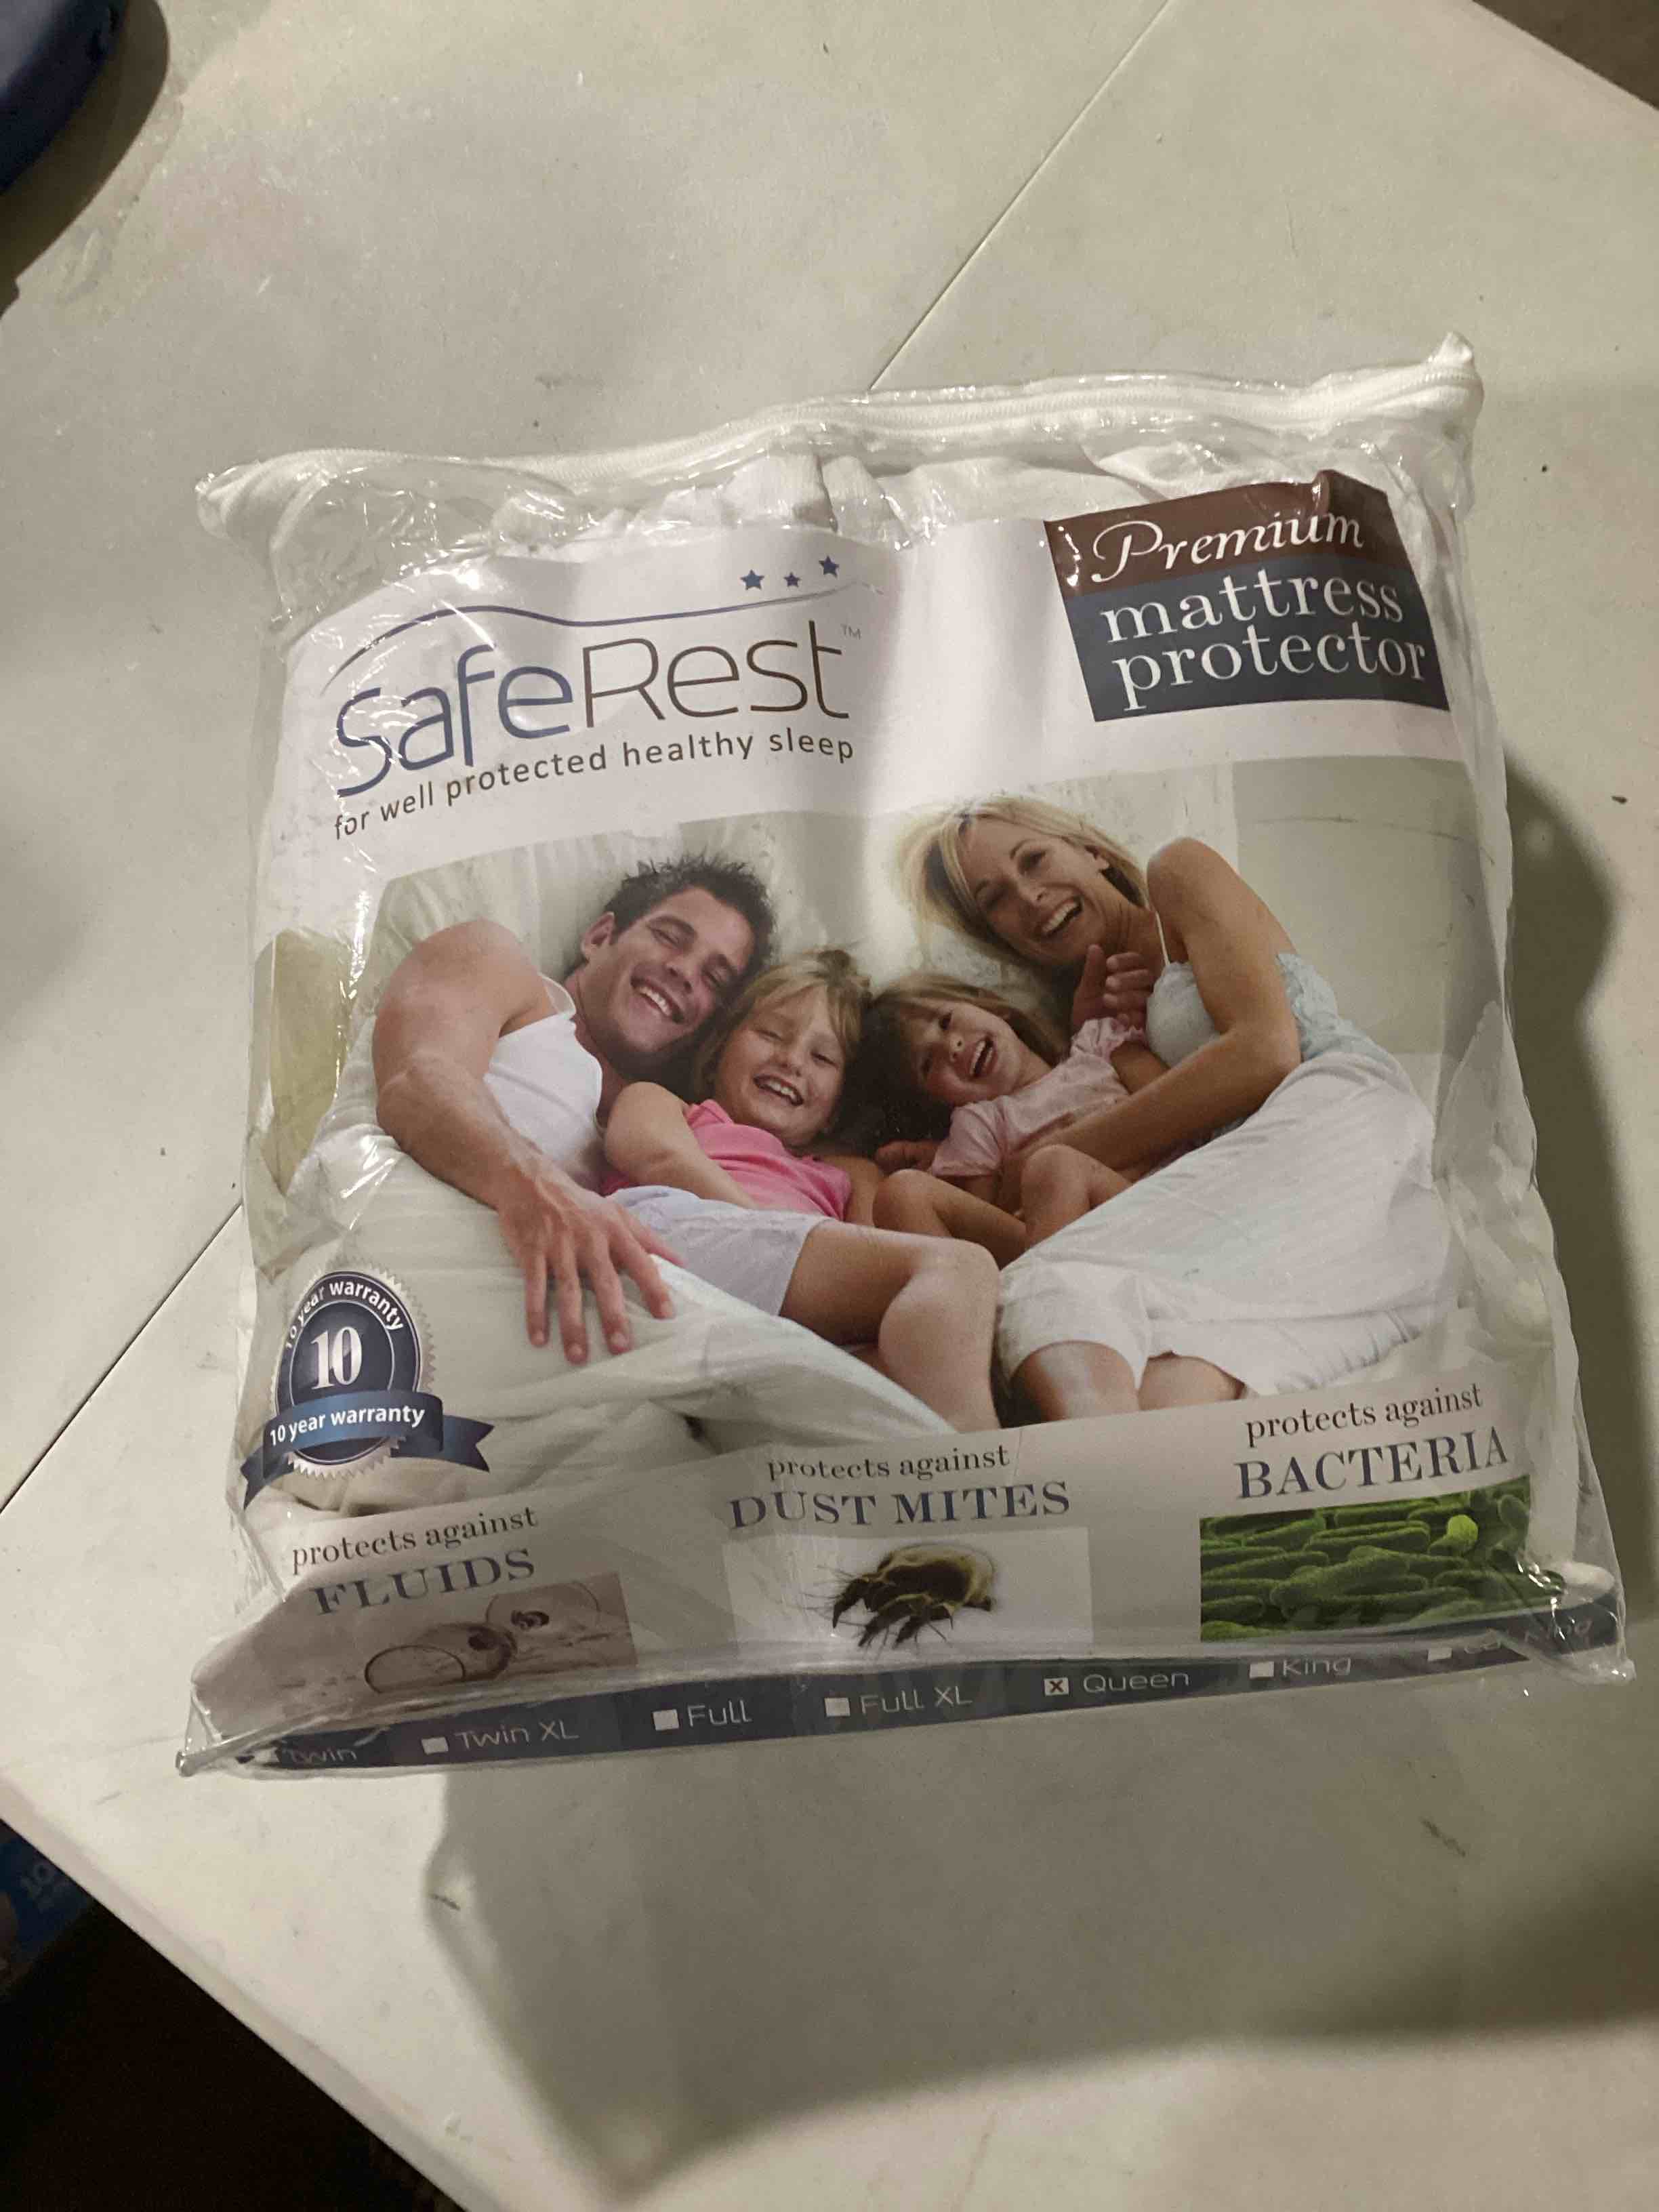 Premium
mattress
protector
safeRest™
for well protected healthy sleep
10 year warranty
10
10 year warranty
protects against
FLUIDS
protects against
DUST MITES
protects against
BACTERIA
Twin
Twin XL
Full
Full XL
Queen
King